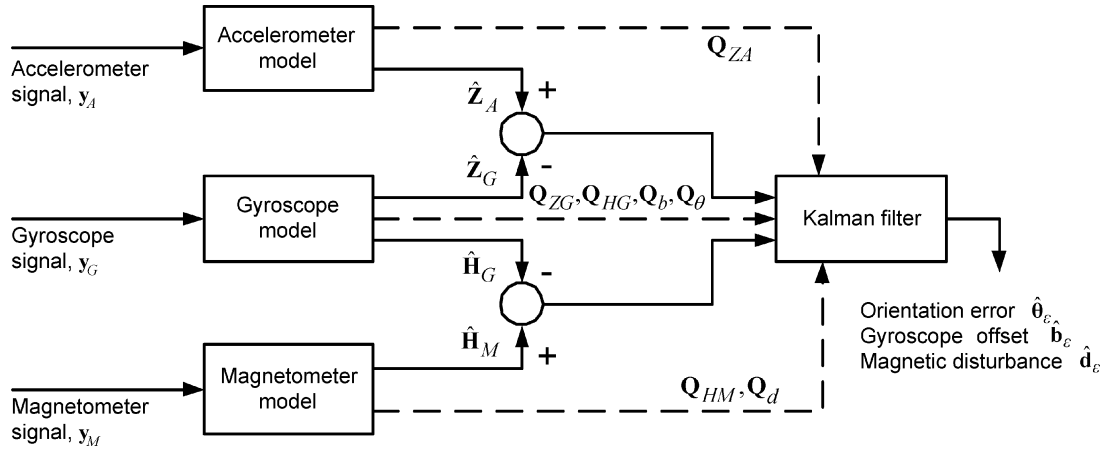 Accelerometer
model
Q_ZA
Accelerometer
signal, y_A
Ẑ_A
+
-
Ẑ_G
Q_ZG, Q_HG, Q_b, Q_θ
Gyroscope
model
Kalman filter
Gyroscope
signal, y_G
Ĥ_G
-
Orientation error θ̂_ε
Gyroscope offset b̂_ε
Magnetic disturbance d̂_ε
Ĥ_M
+
Magnetometer
model
Q_HM, Q_d
Magnetometer
signal, y_M